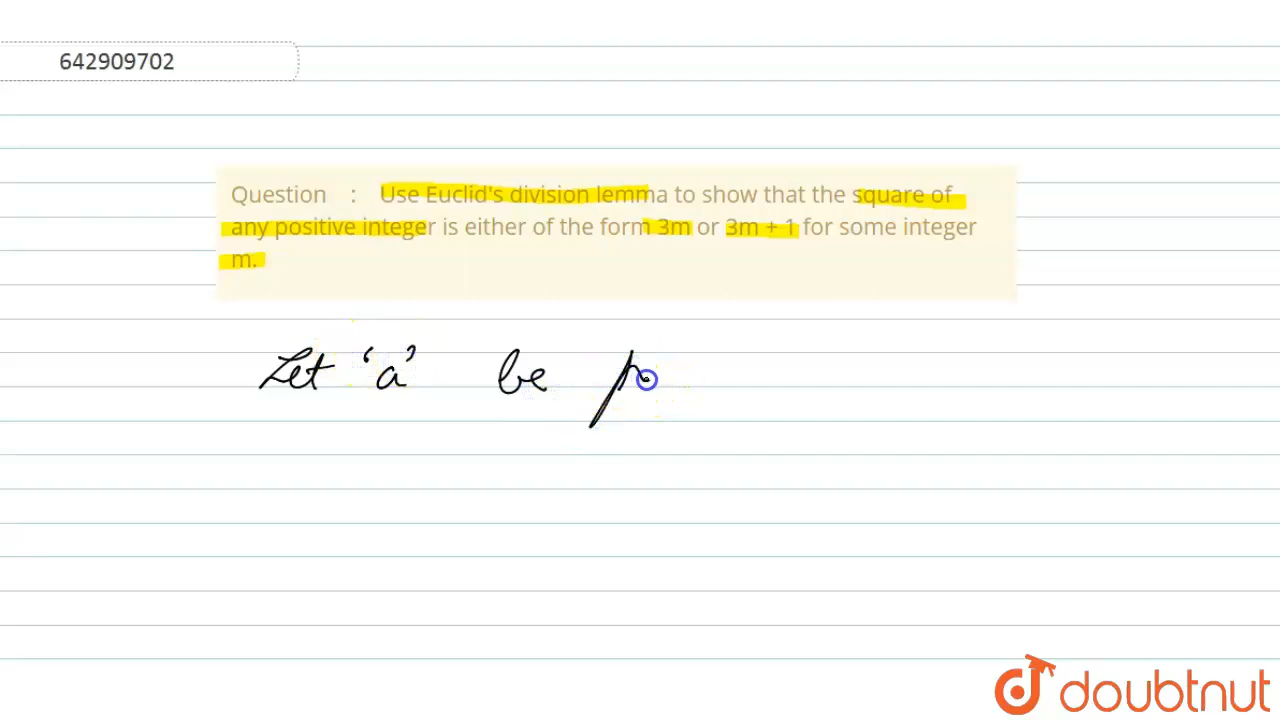 642909702
Question : Use Euclid's division lemma to show that the square of
any positive integer is either of the form 3m or 3m + 1 for some integer
m.
Let 'a' be po
doubtnut